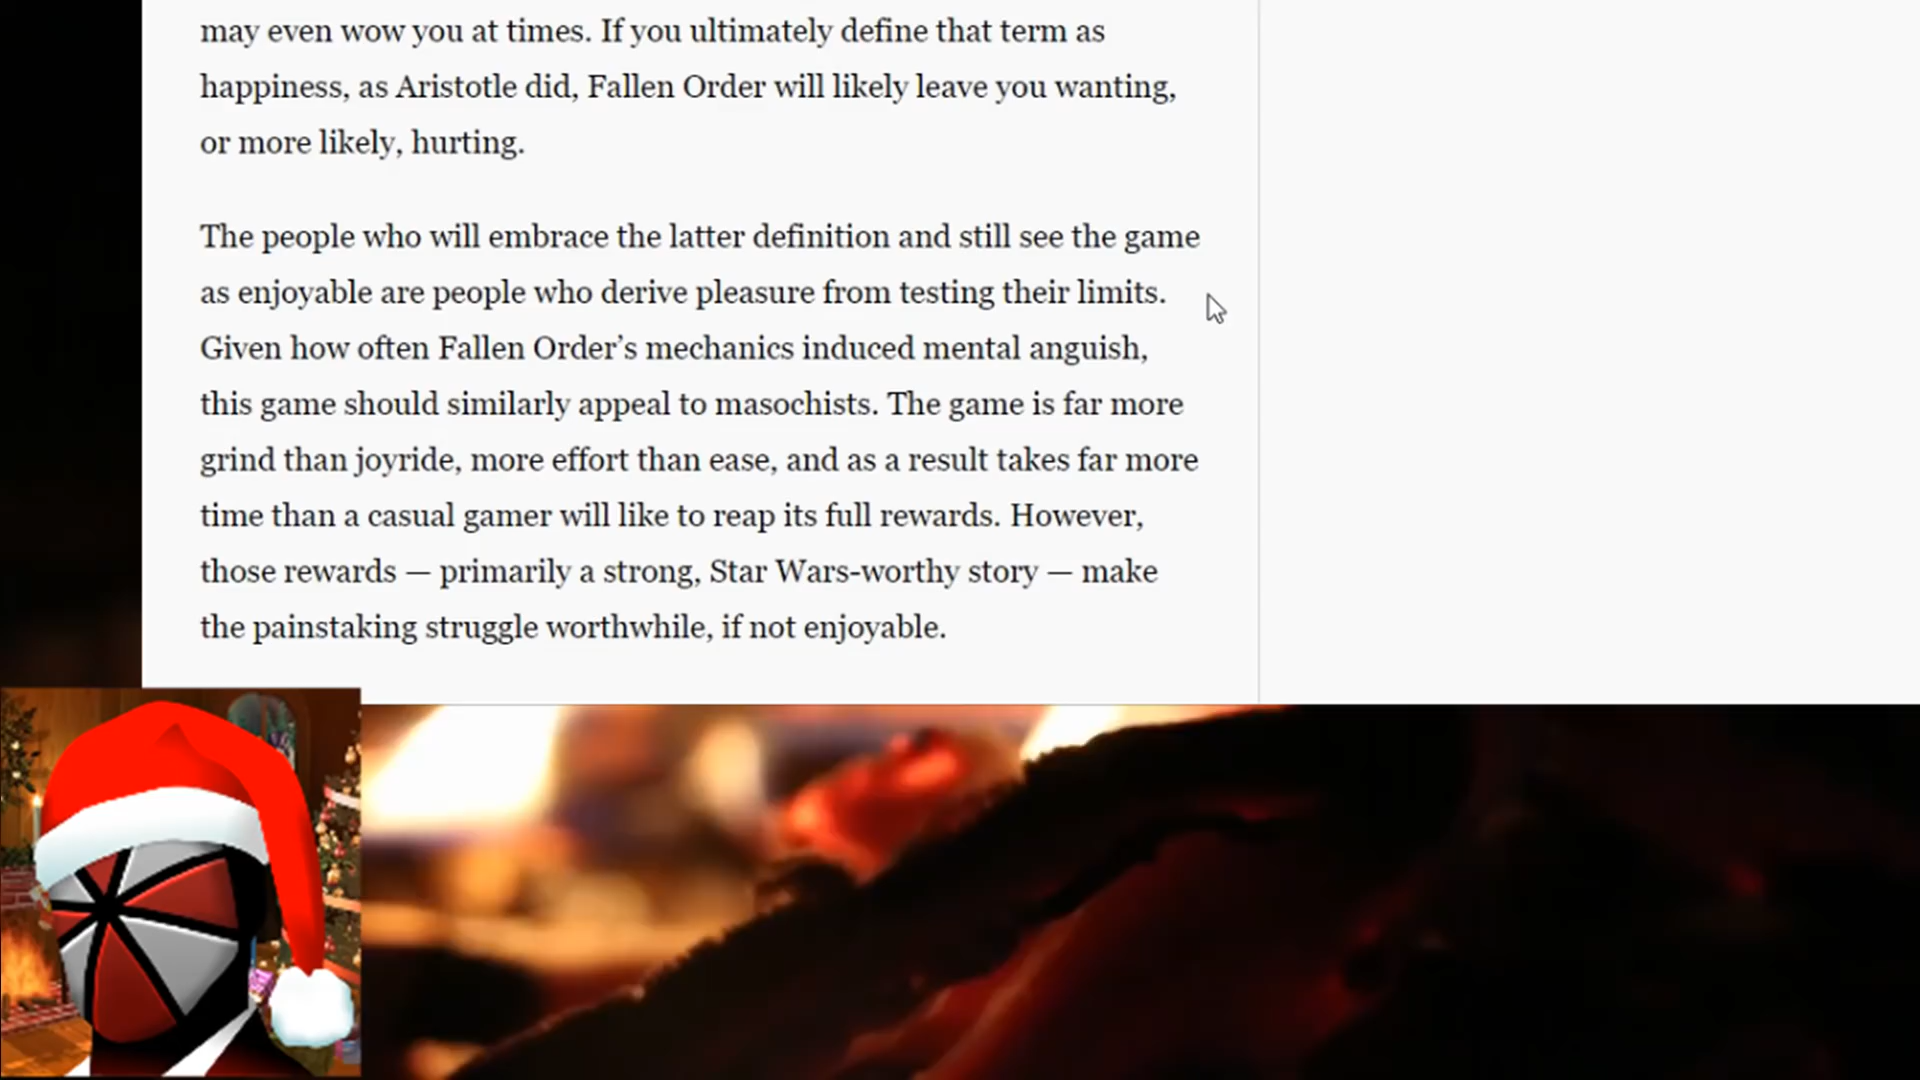 may even wow you at times. If you ultimately define that term as
happiness, as Aristotle did, Fallen Order will likely leave you wanting,
or more likely, hurting.
The people who will embrace the latter definition and still see the game
as enjoyable are people who derive pleasure from testing their limits.
Given how often Fallen Order’s mechanics induced mental anguish,
this game should similarly appeal to masochists. The game is far more
grind than joyride, more effort than ease, and as a result takes far more
time than a casual gamer will like to reap its full rewards. However,
those rewards — primarily a strong, Star Wars-worthy story — make
the painstaking struggle worthwhile, if not enjoyable.